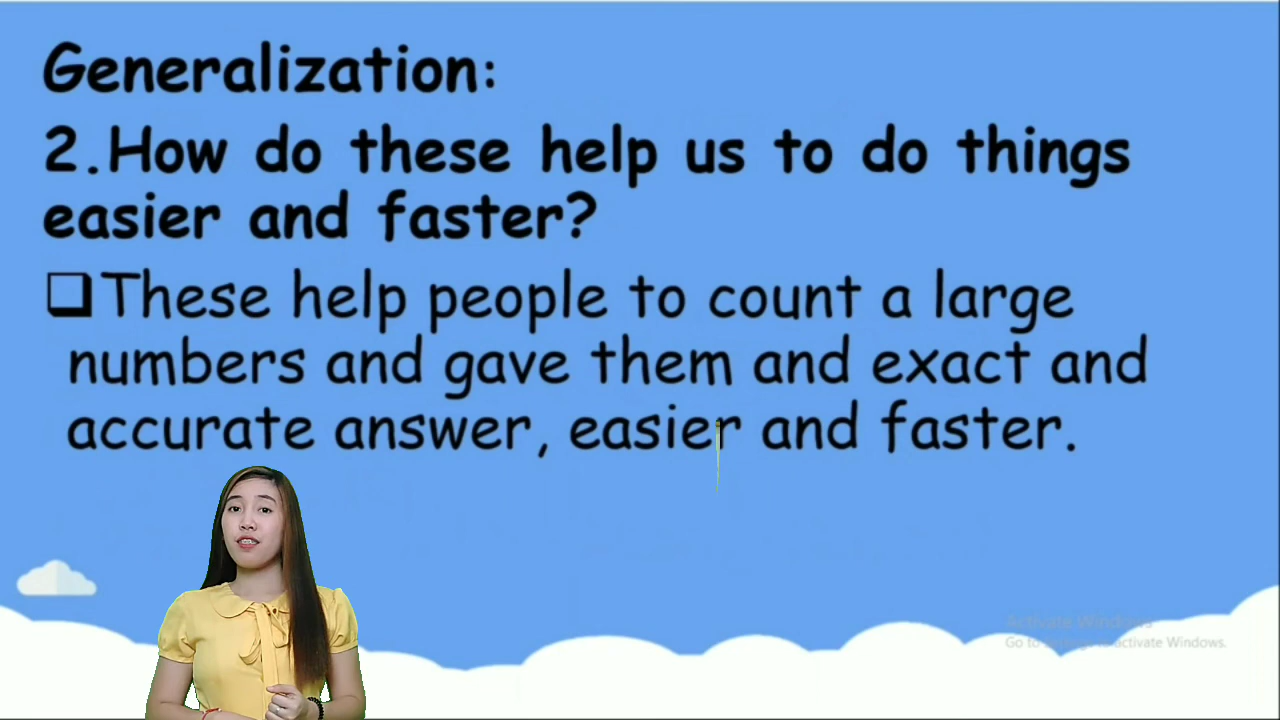 Generalization:
2.How do these help us to do things
easier and faster?
❑These help people to count a large
numbers and gave them and exact and
accurate answer, easier and faster.
Activate Windows
Go to Settings to activate Windows.